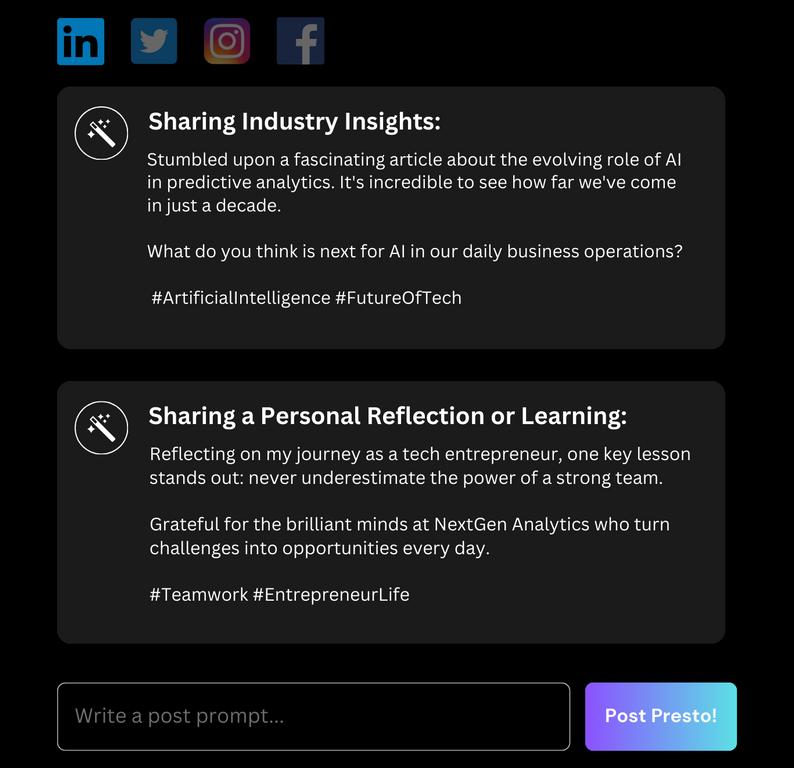 in
Sharing Industry Insights:
Stumbled upon a fascinating article about the evolving role of AI
in predictive analytics. It's incredible to see how far we've come
in just a decade.
What do you think is next for AI in our daily business operations?
#ArtificialIntelligence #FutureOfTech
Sharing a Personal Reflection or Learning:
Reflecting on my journey as a tech entrepreneur, one key lesson
stands out: never underestimate the power of a strong team.
Grateful for the brilliant minds at NextGen Analytics who turn
challenges into opportunities every day.
#Teamwork #EntrepreneurLife
Write a post prompt...
Post Presto!